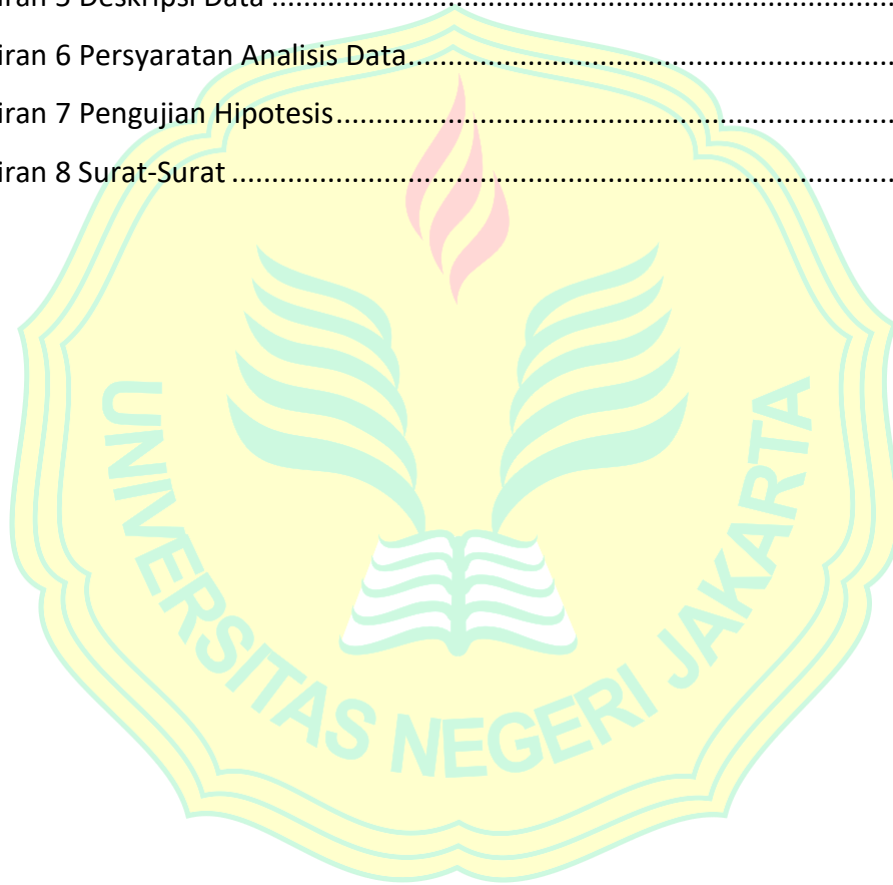 iran 5 Deskripsi Data
iran 6 Persyaratan Analisis Data
iran 7 Pengujian Hipotesis
iran 8 Surat-Surat
UNIVERSITAS NEGERI JAKARTA